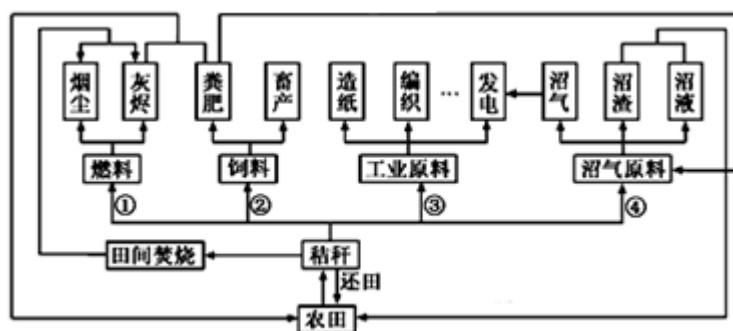 烟尘
灰烬
粪肥
畜产
造纸
编织
…
发电
沼气
沼渣
沼液
燃料
饲料
工业原料
沼气原料
①
②
③
④
田间焚烧
秸秆
还田
农田